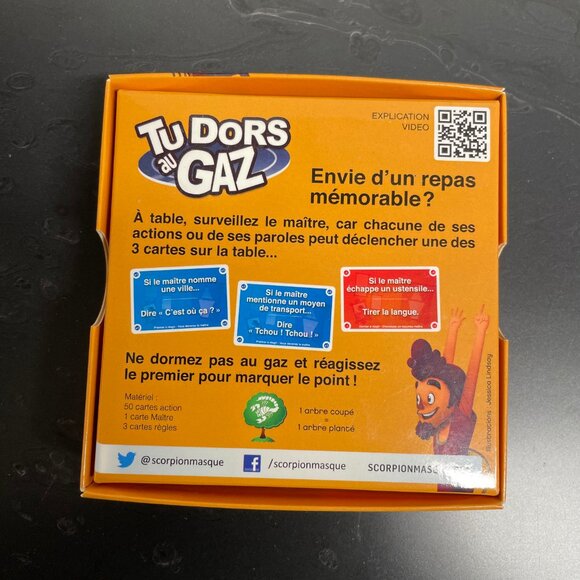 EXPLICATION
VIDEO
TU DORS
au
GAZ
Envie d'un repas
mémorable ?
À table, surveillez le maître, car chacune de ses
actions ou de ses paroles peut déclencher une des
3 cartes sur la table...
Si le maître nomme
une ville...
Dire « C'est où ça ? »
Si le maître
mentionne un moyen
de transport...
Dire
« Tchou ! Tchou ! »
Si le maître
échappe un ustensile...
Tirer la langue.
Ne dormez pas au gaz et réagissez
le premier pour marquer le point !
Matériel :
50 cartes action
1 carte Maître
3 cartes règles
1 arbre coupé
=
1 arbre planté
Illustrations : Jessica Lindsay
@scorpionmasque
/scorpionmasque
SCORPIONMASQ